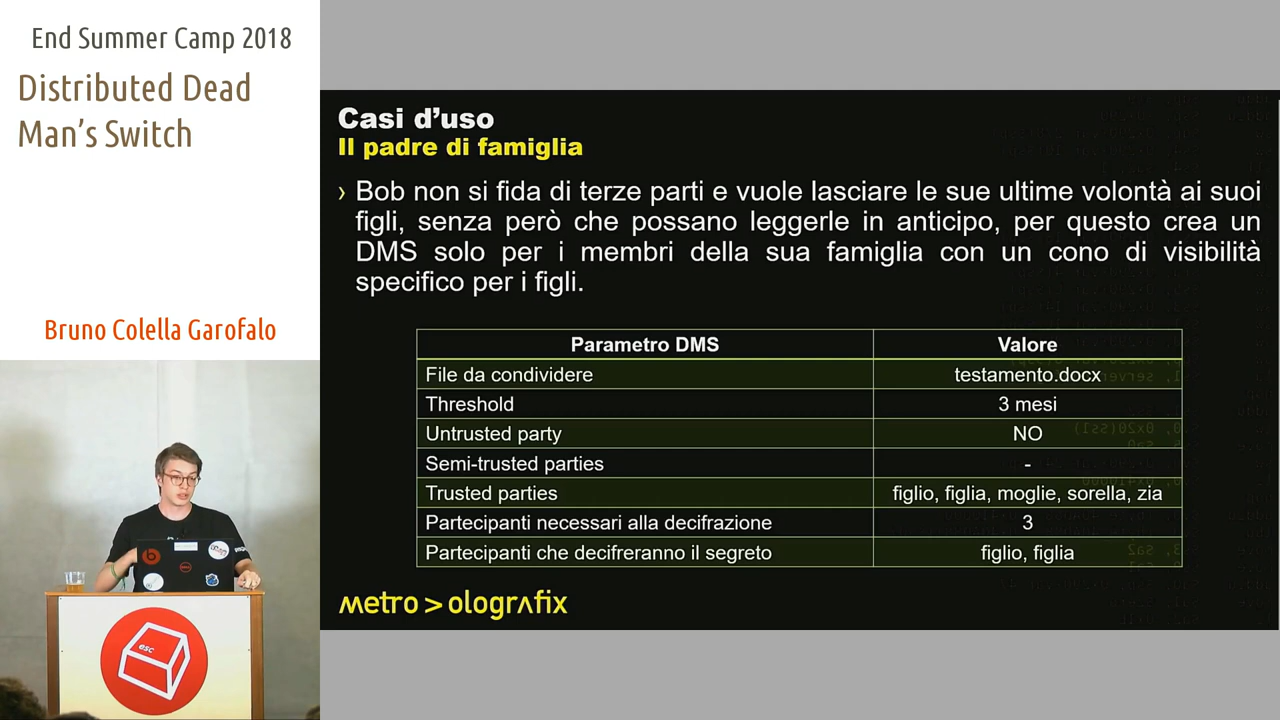 End Summer Camp 2018
Distributed Dead
Man's Switch
Bruno Colella Garofalo
Casi d'uso
Il padre di famiglia
› Bob non si fida di terze parti e vuole lasciare le sue ultime volontà ai suoi
figli, senza però che possano leggerle in anticipo, per questo crea un
DMS solo per i membri della sua famiglia con un cono di visibilità
specifico per i figli.
Parametro DMS Valore
File da condividere testamento.docx
Threshold 3 mesi
Untrusted party NO
Semi-trusted parties -
Trusted parties figlio, figlia, moglie, sorella, zia
Partecipanti necessari alla decifrazione 3
Partecipanti che decifreranno il segreto figlio, figlia
metro > olografix
esc